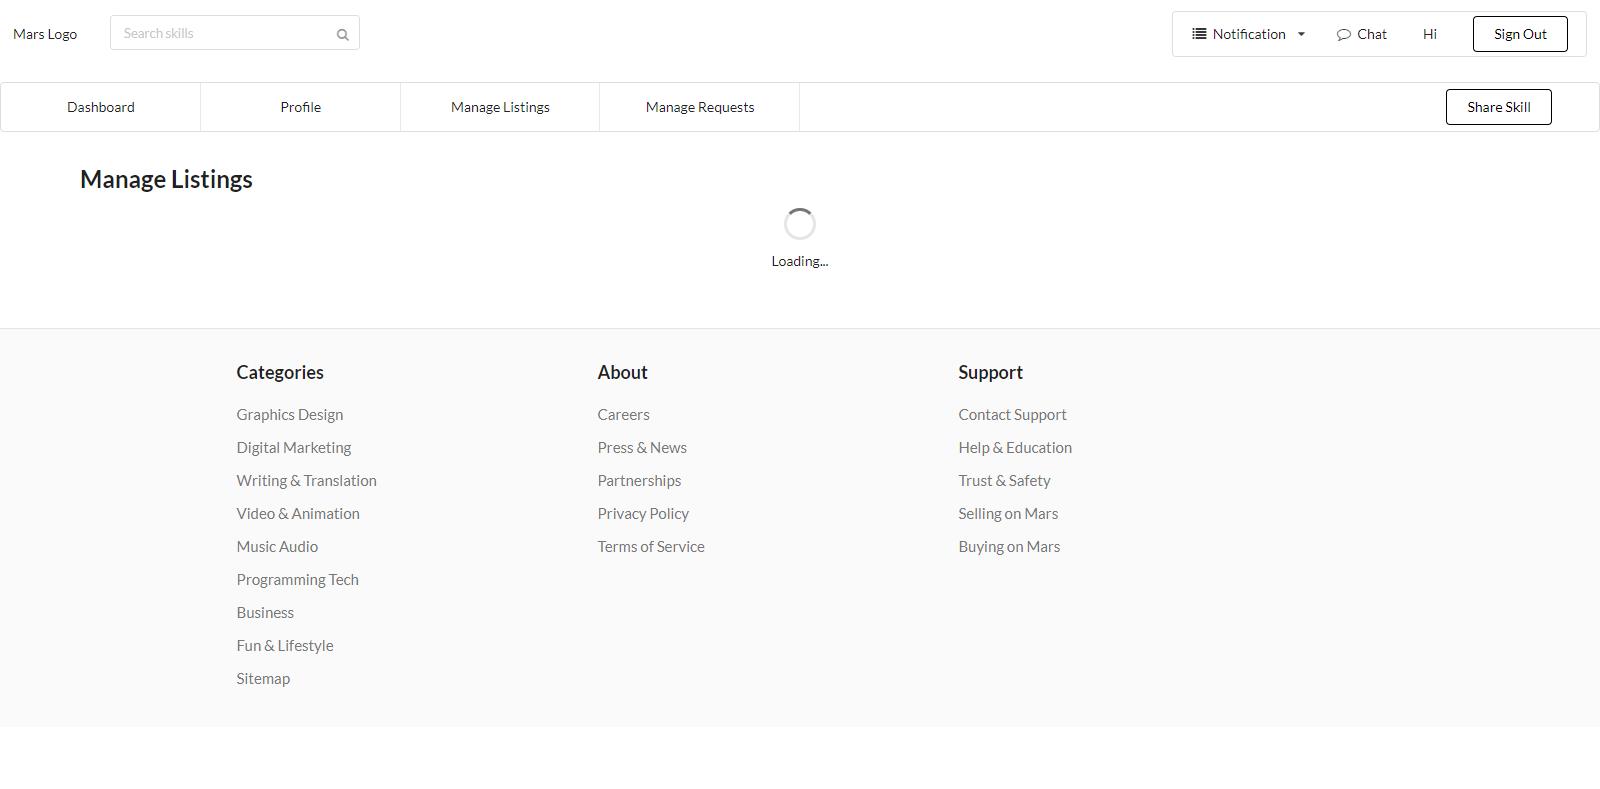 Mars Logo
Search skills
Notification
Chat
Hi
Sign Out
Dashboard
Profile
Manage Listings
Manage Requests
Share Skill
Manage Listings
Loading...
Categories
Graphics Design
Digital Marketing
Writing & Translation
Video & Animation
Music Audio
Programming Tech
Business
Fun & Lifestyle
Sitemap
About
Careers
Press & News
Partnerships
Privacy Policy
Terms of Service
Support
Contact Support
Help & Education
Trust & Safety
Selling on Mars
Buying on Mars